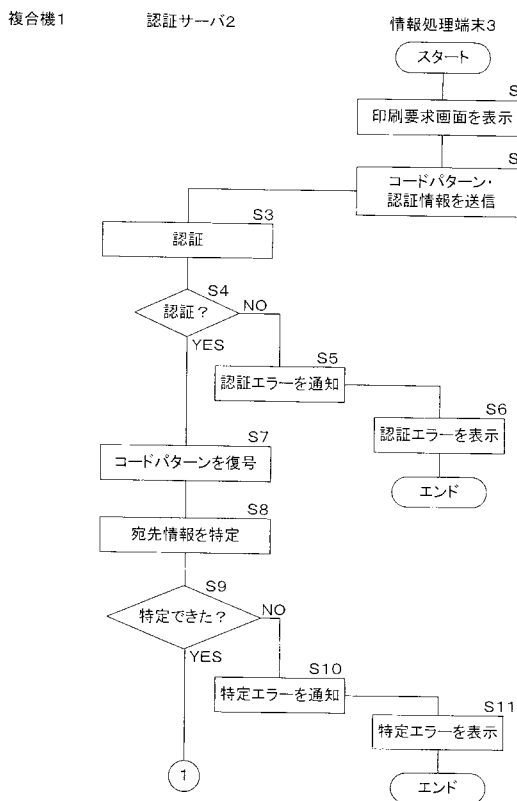 複合機1 認証サーバ2 情報処理端末3
スタート
S
印刷要求画面を表示
S
コードパターン・
認証情報を送信
S3
認証
S4
認証？
NO
YES
S5
認証エラーを通知
S6
認証エラーを表示
エンド
S7
コードパターンを復号
S8
宛先情報を特定
S9
特定できた？
NO
YES
S10
特定エラーを通知
S11
特定エラーを表示
エンド
1